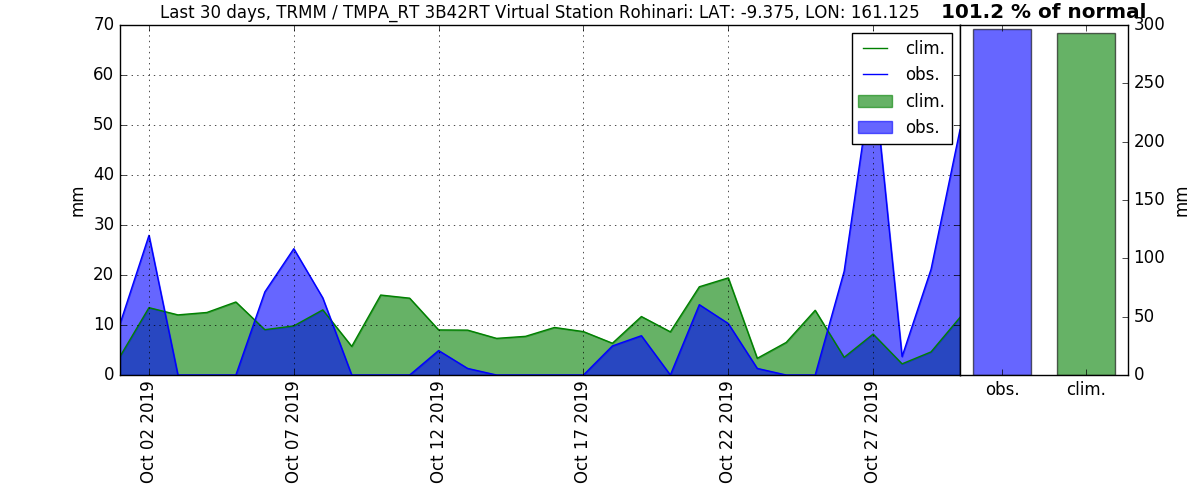 Last 30 days, TRMM / TMPA_RT 3B42RT Virtual Station Rohinari: LAT: -9.375, LON: 161.125
101.2 % of normal
70
60
50
40
30
20
10
0
mm
clim.
obs.
clim.
obs.
300
250
200
150
100
50
0
mm
obs.
clim.
Oct 02 2019
Oct 07 2019
Oct 12 2019
Oct 17 2019
Oct 22 2019
Oct 27 2019